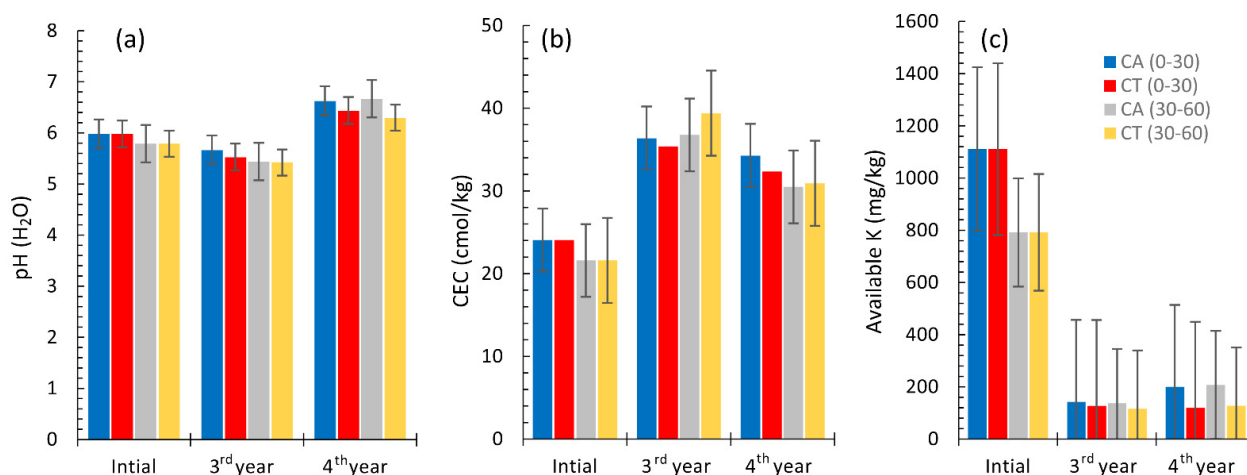 (a)
pH (H₂O)
8
7
6
5
4
3
2
1
0
Intial
3rd year
4th year
(b)
CEC (cmol/kg)
50
40
30
20
10
0
Intial
3rd year
4th year
(c)
Available K (mg/kg)
1600
1400
1200
1000
800
600
400
200
0
Intial
3rd year
4th year
CA (0-30)
CT (0-30)
CA (30-60)
CT (30-60)